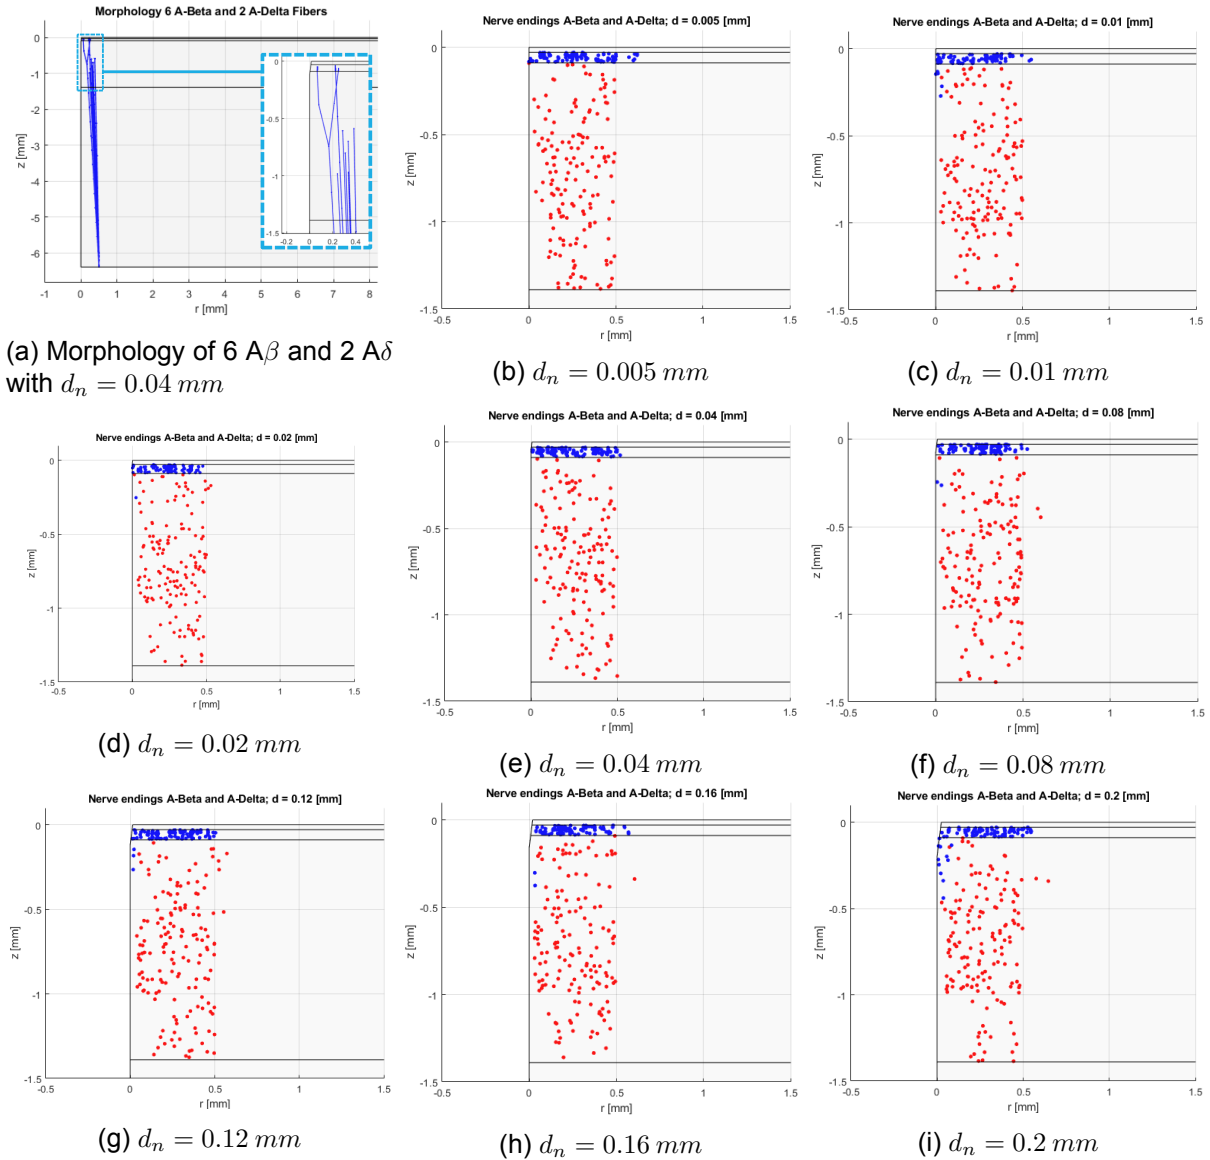 Morphology 6 A-Beta and 2 A-Delta Fibers
0
-1
-2
-3
-4
-5
-6
z [mm]
-1 0 1 2 3 4 5 6 7 8
r [mm]
0
-0.5
-1
-1.5
-0.2 0 0.2 0.4
(a) Morphology of 6 Aβ and 2 Aδ
with d_n = 0.04 mm
Nerve endings A-Beta and A-Delta; d = 0.005 [mm]
0
-0.5
-1
-1.5
z [mm]
-0.5 0 0.5 1 1.5
r [mm]
(b) d_n = 0.005 mm
Nerve endings A-Beta and A-Delta; d = 0.01 [mm]
0
-0.5
-1
-1.5
z [mm]
-0.5 0 0.5 1 1.5
r [mm]
(c) d_n = 0.01 mm
Nerve endings A-Beta and A-Delta; d = 0.02 [mm]
0
-0.5
-1
-1.5
z [mm]
-0.5 0 0.5 1 1.5
r [mm]
(d) d_n = 0.02 mm
Nerve endings A-Beta and A-Delta; d = 0.04 [mm]
0
-0.5
-1
-1.5
z [mm]
-0.5 0 0.5 1 1.5
r [mm]
(e) d_n = 0.04 mm
Nerve endings A-Beta and A-Delta; d = 0.08 [mm]
0
-0.5
-1
-1.5
z [mm]
-0.5 0 0.5 1 1.5
r [mm]
(f) d_n = 0.08 mm
Nerve endings A-Beta and A-Delta; d = 0.12 [mm]
0
-0.5
-1
-1.5
z [mm]
-0.5 0 0.5 1 1.5
r [mm]
(g) d_n = 0.12 mm
Nerve endings A-Beta and A-Delta; d = 0.16 [mm]
0
-0.5
-1
-1.5
z [mm]
-0.5 0 0.5 1 1.5
r [mm]
(h) d_n = 0.16 mm
Nerve endings A-Beta and A-Delta; d = 0.2 [mm]
0
-0.5
-1
-1.5
z [mm]
-0.5 0 0.5 1 1.5
r [mm]
(i) d_n = 0.2 mm